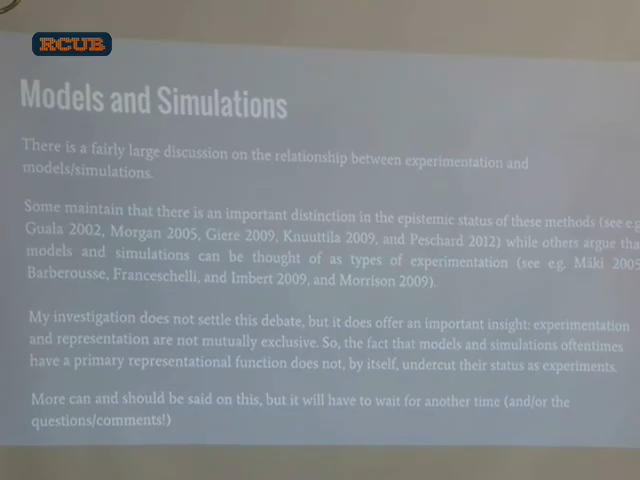 RCUB
Models and Simulations
There is a fairly large discussion on the relationship between experimentation and
models/simulations.
Some maintain that there is an important distinction in the epistemic status of these methods (see e.g
Guala 2002, Morgan 2005, Giere 2009, Knuuttila 2009, and Peschard 2012) while others argue tha
models and simulations can be thought of as types of experimentation (see e.g. Mäki 2005
Barberousse, Franceschelli, and Imbert 2009, and Morrison 2009).
My investigation does not settle this debate, but it does offer an important insight: experimentation
and representation are not mutually exclusive. So, the fact that models and simulations oftentimes
have a primary representational function does not, by itself, undercut their status as experiments.
More can and should be said on this, but it will have to wait for another time (and/or the
questions/comments!)